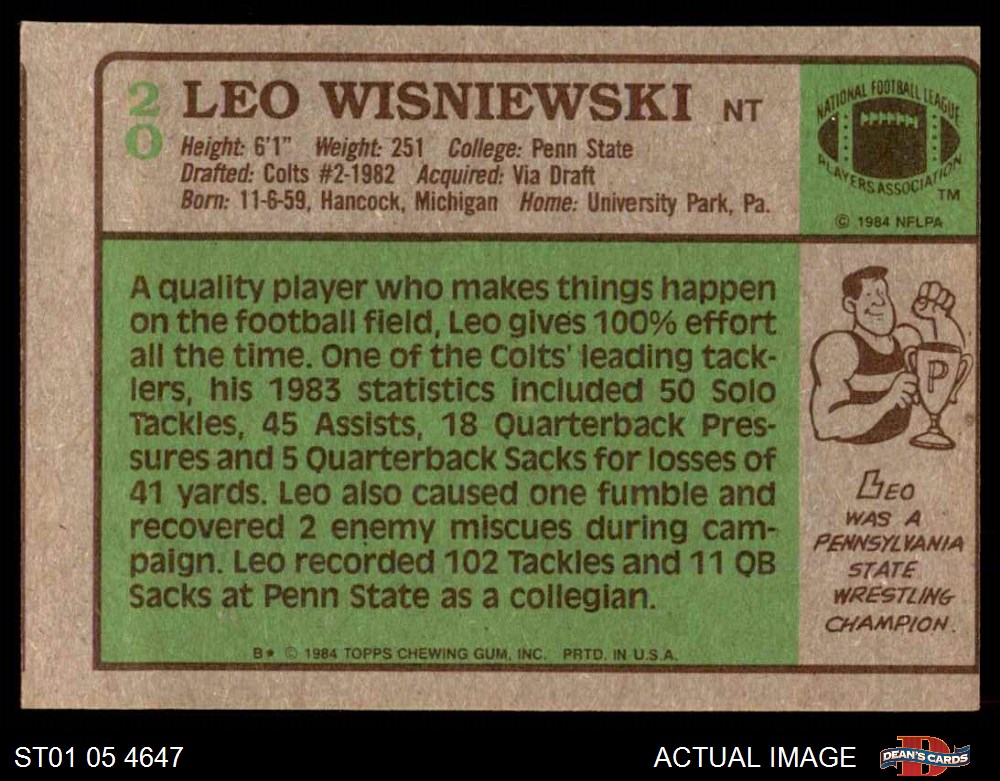 20
LEO WISNIEWSKI NT
Height: 6'1" Weight: 251 College: Penn State
Drafted: Colts #2-1982 Acquired: Via Draft
Born: 11-6-59, Hancock, Michigan Home: University Park, Pa.
NATIONAL FOOTBALL LEAGUE
PLAYERS ASSOCIATION
TM
© 1984 NFLPA
A quality player who makes things happen
on the football field, Leo gives 100% effort
all the time. One of the Colts' leading tack-
lers, his 1983 statistics included 50 Solo
Tackles, 45 Assists, 18 Quarterback Pres-
sures and 5 Quarterback Sacks for losses of
41 yards. Leo also caused one fumble and
recovered 2 enemy miscues during cam-
paign. Leo recorded 102 Tackles and 11 QB
Sacks at Penn State as a collegian.
B* © 1984 TOPPS CHEWING GUM, INC. PRTD. IN U.S.A.
P
LEO
WAS A
PENNSYLVANIA
STATE
WRESTLING
CHAMPION.
ST01 05 4647
ACTUAL IMAGE
D
DEAN'S CARDS